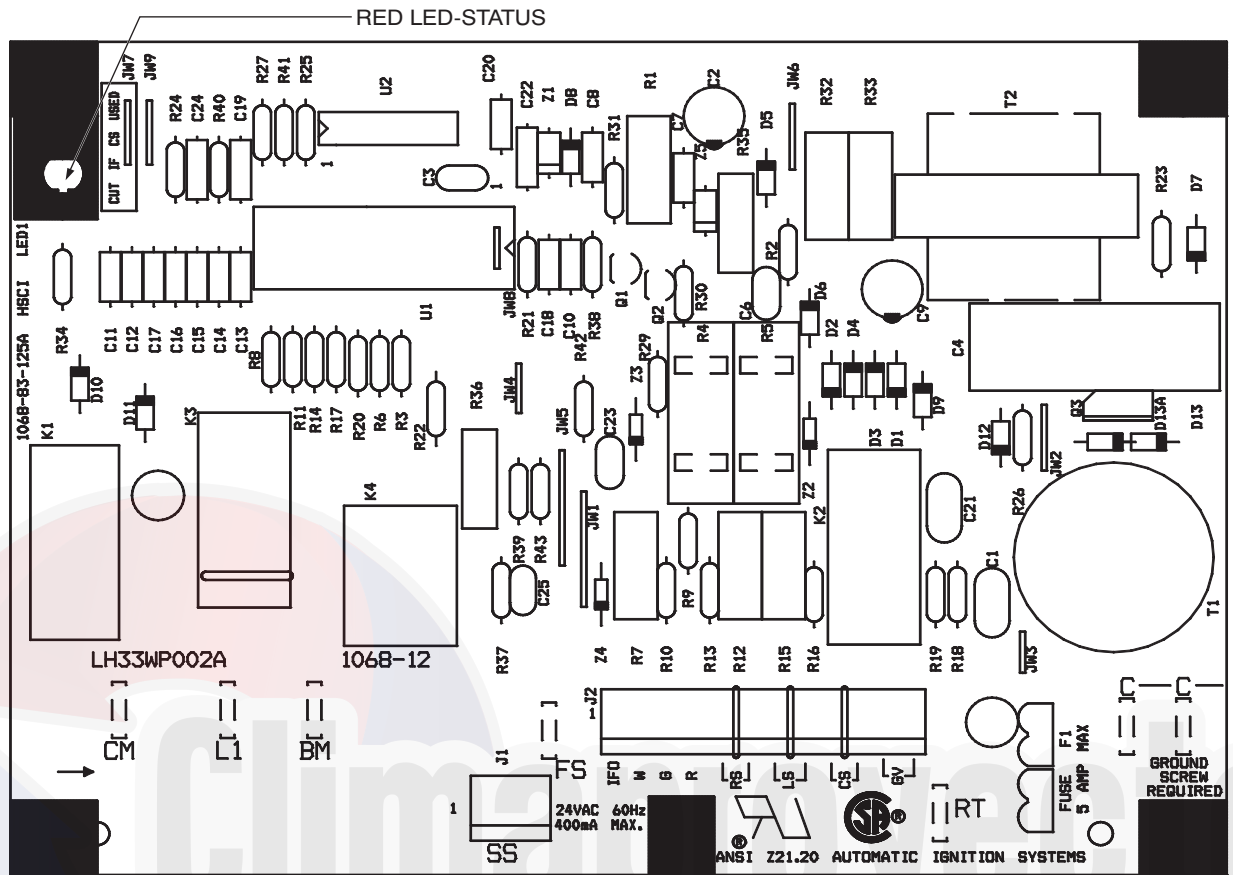 RED LED-STATUS
JW7
JW9
R27
R41
R25
U2
C20
C22
Z1
D8
C8
R1
C2
JW6
R32
R33
T2
R24
C24
R40
C19
R31
C7
Z5
R35
D5
CUT IF CS USED
1
C3
1
R23
D7
1068-83-125A HSCI LED1
R2
R34
C11
C12
C17
C16
C15
C14
C13
U1
JW8
R21
C18
C10
R38
Q1
Q2
R30
C6
D6
C9
R8
R42
R29
R4
R5
D2
D4
C4
D10
D11
K3
K1
R11
R14
R17
R20
R6
R3
R22
R36
JW4
JW5
C23
Z3
D9
Q3
D13A
D13
D3
D1
D12
JW2
K4
Z2
K2
C21
R26
R39
R43
JW1
C25
R9
C1
T1
LH33WP002A
1068-12
R37
Z4
R7
R10
R13
R12
R15
R16
R19
R18
JW3
CM
L1
BM
J1
FS
J2
1
C
C
IFO
W
G
R
RS
LS
CS
GV
F1
FUSE 5 AMP MAX
GROUND
SCREW
REQUIRED
1
24VAC 60Hz
400mA MAX.
SS
®
SA
®
RT
ANSI Z21.20 AUTOMATIC IGNITION SYSTEMS
Climatronvec